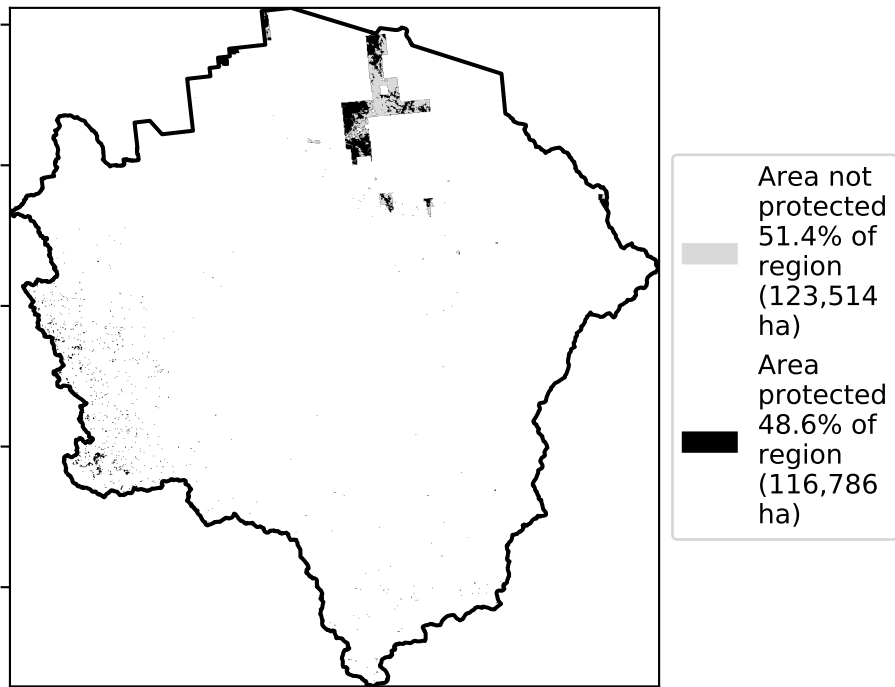 Area not
protected
51.4% of
region
(123,514
ha)
Area
protected
48.6% of
region
(116,786
ha)